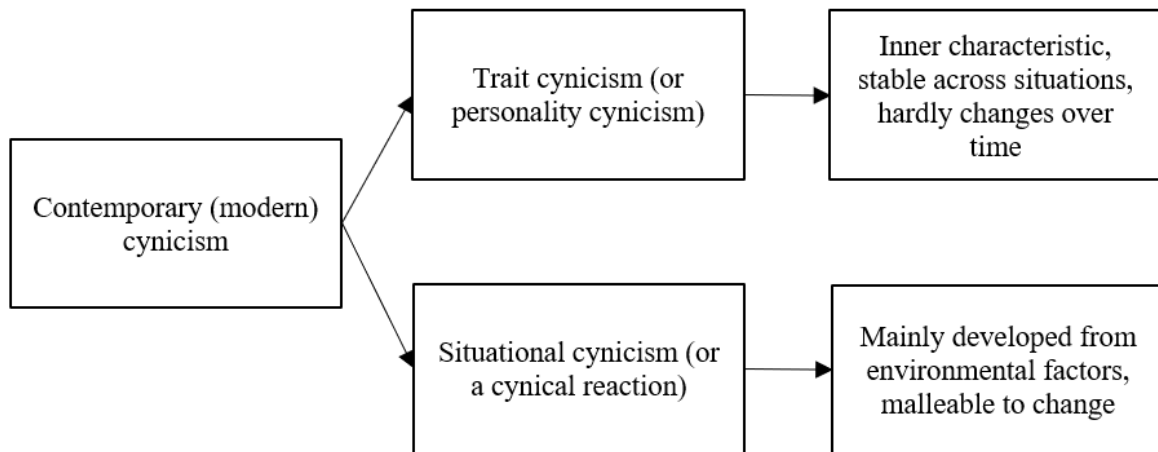 Contemporary (modern)
cynicism
Trait cynicism (or
personality cynicism)
Inner characteristic,
stable across situations,
hardly changes over
time
Situational cynicism (or
a cynical reaction)
Mainly developed from
environmental factors,
malleable to change